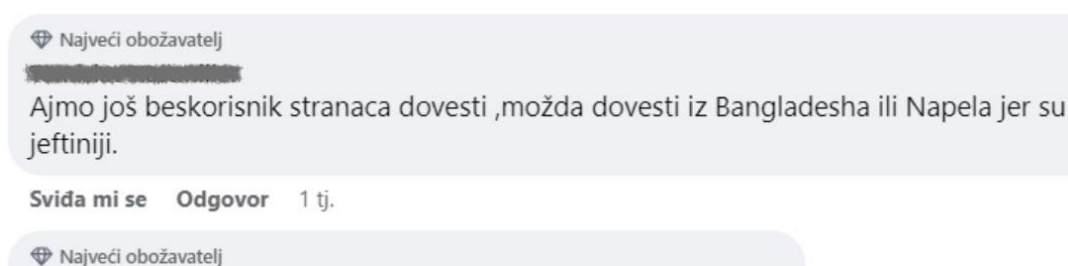 Najveći obožavatelj
Ajmo još beskorisnik stranaca dovesti ,možda dovesti iz Bangladesha ili Napela jer su
jeftiniji.
Sviđa mi se Odgovor 1 tj.
Najveći obožavatelj